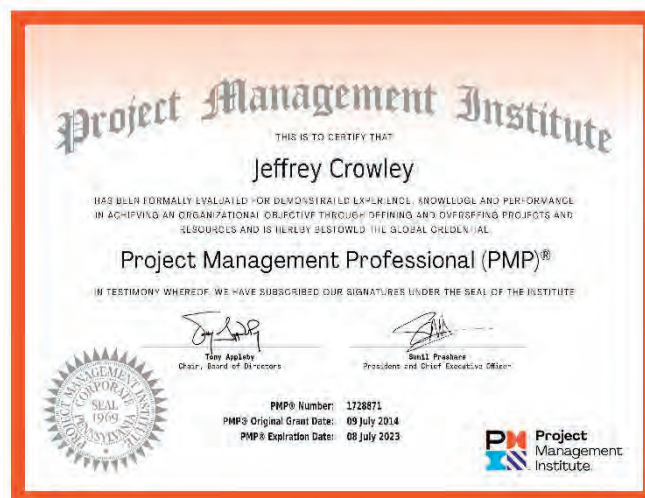 Project Management Institute
THIS IS TO CERTIFY THAT
Jeffrey Crowley
HAS BEEN FORMALLY EVALUATED FOR DEMONSTRATED EXPERIENCE, KNOWLEDGE AND PERFORMANCE
IN ACHIEVING AN ORGANIZATIONAL OBJECTIVE THROUGH DEFINING AND OVERSEEING PROJECTS AND
RESOURCES AND IS HEREBY BESTOWED THE GLOBAL CREDENTIAL
Project Management Professional (PMP)®
IN TESTIMONY WHEREOF, WE HAVE SUBSCRIBED OUR SIGNATURES UNDER THE SEAL OF THE INSTITUTE
Tony Appleby
Chair, Board of Directors
Sunil Prashara
President and Chief Executive Officer
PROJECT MANAGEMENT INSTITUTE
CORPORATE
SEAL
1969
PENNSYLVANIA
PMP® Number: 1728871
PMP® Original Grant Date: 09 July 2014
PMP® Expiration Date: 08 July 2023
PM
Project
Management
Institute